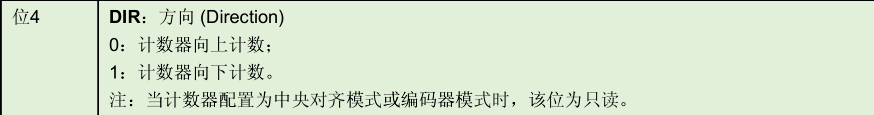 位4
DIR：方向 (Direction)
0：计数器向上计数；
1：计数器向下计数。
注：当计数器配置为中央对齐模式或编码器模式时，该位为只读。